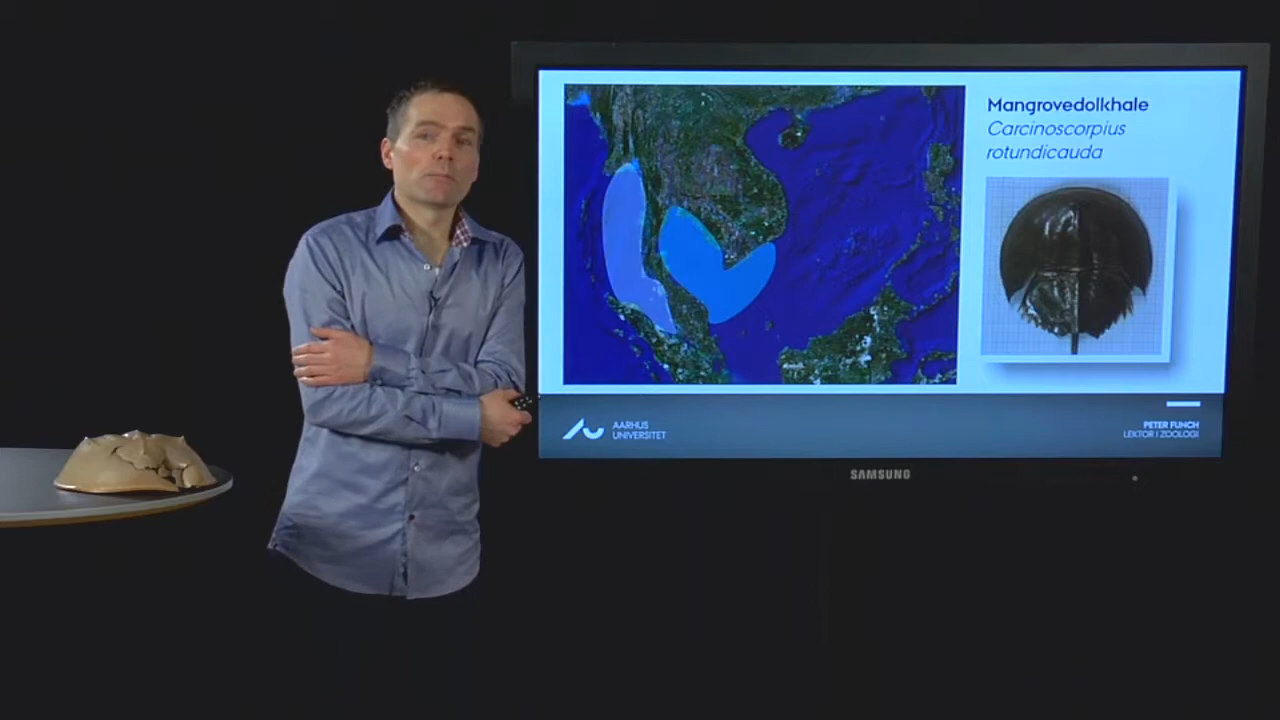 Mangrovedolkhale
Carcinoscorpius
rotundicauda
AARHUS
UNIVERSITET
PETER FUNCH
LEKTOR I ZOOLOGI
SAMSUNG